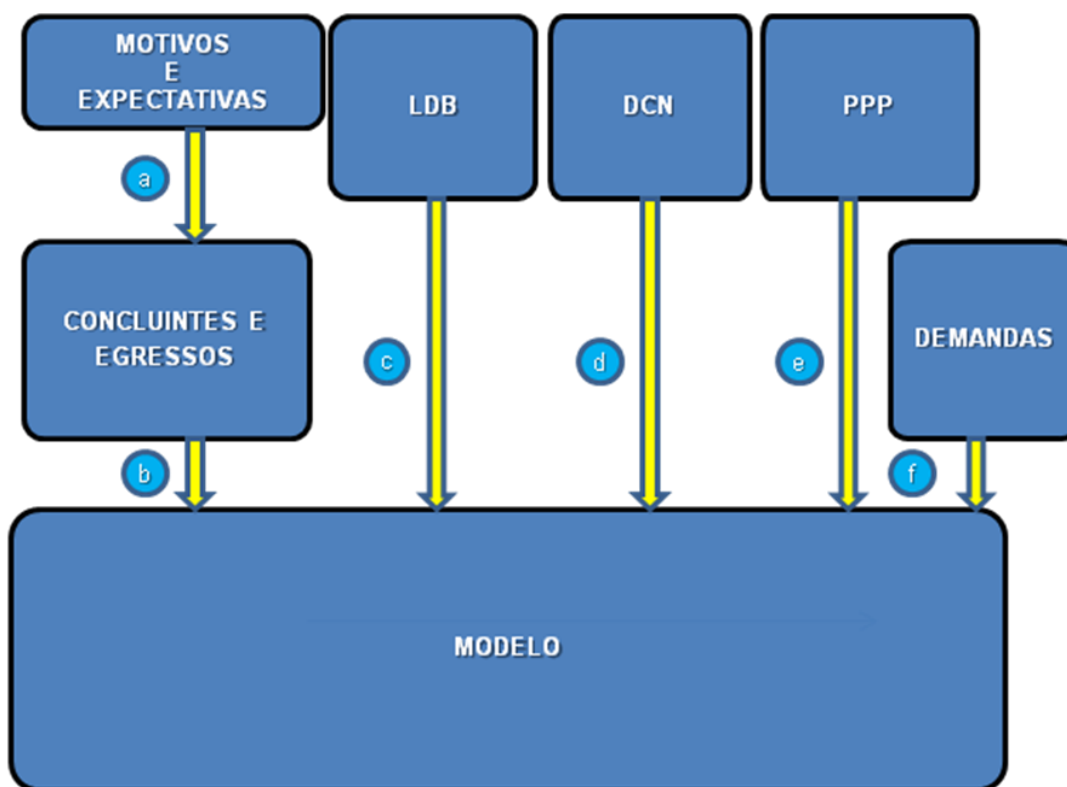 MOTIVOS
E
EXPECTATIVAS
LDB
DCN
PPP
a
CONCLUINTES E
EGRESSOS
c
d
e
DEMANDAS
b
f
MODELO